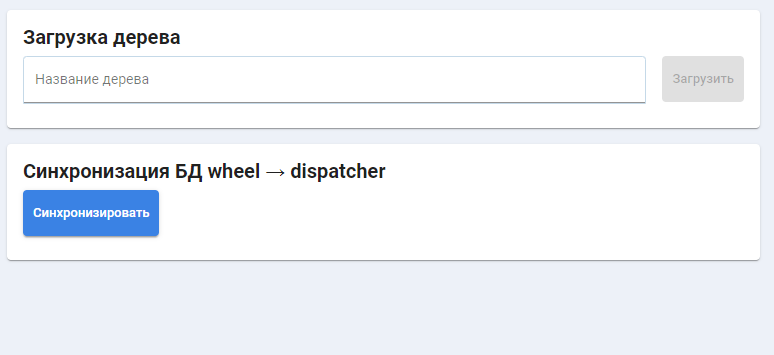 Загрузка дерева
Название дерева
Загрузить
Синхронизация БД wheel → dispatcher
Синхронизировать